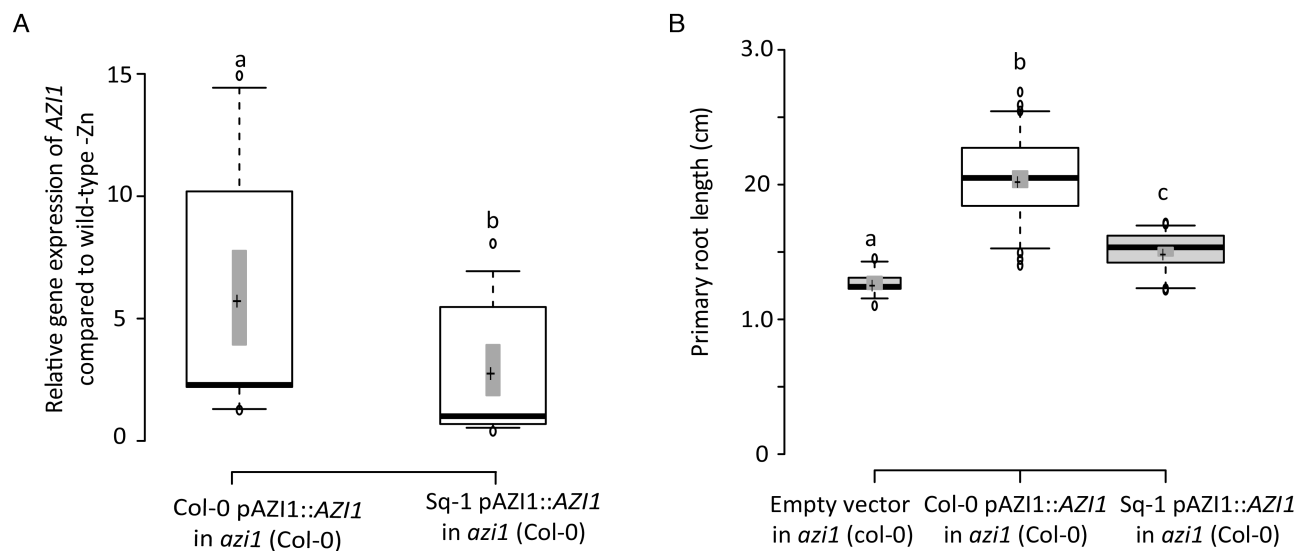 A
Relative gene expression of AZI1
compared to wild-type -Zn
15
10
5
0
a
b
Col-0 pAZI1::AZI1
in azi1 (Col-0)
Sq-1 pAZI1::AZI1
in azi1 (Col-0)
B
Primary root length (cm)
3.0
20
1.0
0
a
b
c
Empty vector
in azi1 (col-0)
Col-0 pAZI1::AZI1
in azi1 (Col-0)
Sq-1 pAZI1::AZI1
in azi1 (Col-0)